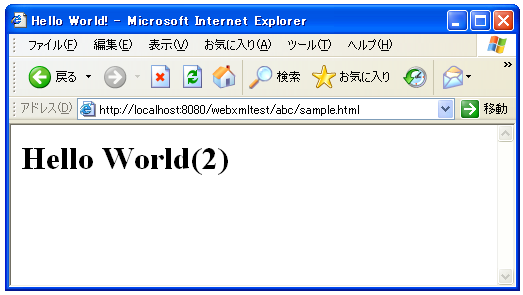 Hello World! - Microsoft Internet Explorer
ファイル(F) 編集(E) 表示(V) お気に入り(A) ツール(T) ヘルプ(H)
戻る 検索 お気に入り »
アドレス(D) http://localhost:8080/webxmltest/abc/sample.html 移動
Hello World(2)